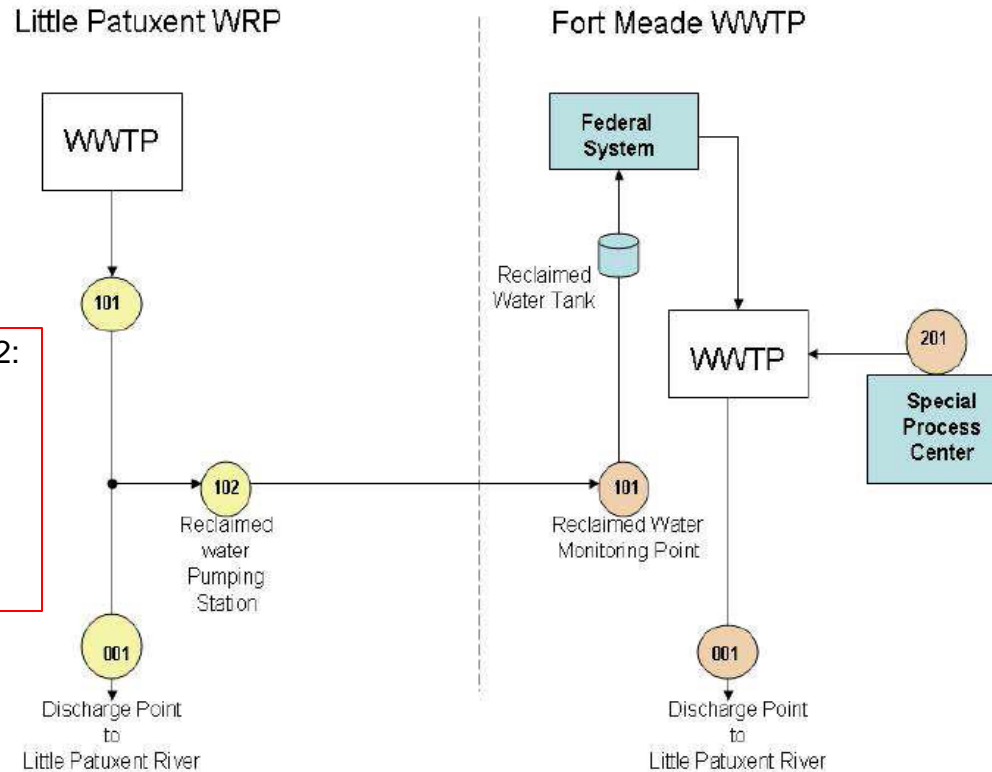 Little Patuxent WRP
WWTP
101
2:
102
Reclaimed
water
Pumping
Station
001
Discharge Point
to
Little Patuxent River
Fort Meade WWTP
Federal
System
Reclaimed
Water Tank
WWTP
201
Special
Process
Center
101
Reclaimed Water
Monitoring Point
001
Discharge Point
to
Little Patuxent River